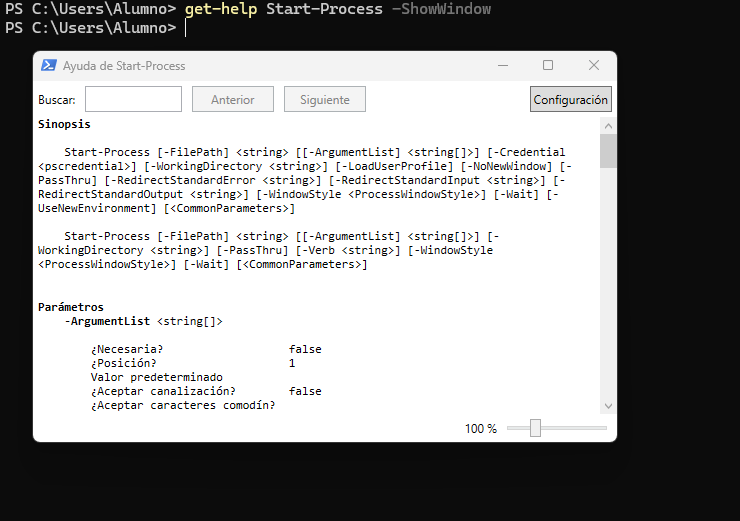 PS C:\Users\Alumno> get-help Start-Process -ShowWindow
PS C:\Users\Alumno>
Ayuda de Start-Process
Buscar: Anterior Siguiente Configuración
Sinopsis
Start-Process [-FilePath] <string> [[-ArgumentList] <string[]>] [-Credential
<pscredential>] [-WorkingDirectory <string>] [-LoadUserProfile] [-NoNewWindow] [-
PassThru] [-RedirectStandardError <string>] [-RedirectStandardInput <string>] [-
RedirectStandardOutput <string>] [-WindowStyle <ProcessWindowStyle>] [-Wait] [-
UseNewEnvironment] [<CommonParameters>]
Start-Process [-FilePath] <string> [[-ArgumentList] <string[]>] [-
WorkingDirectory <string>] [-PassThru] [-Verb <string>] [-WindowStyle
<ProcessWindowStyle>] [-Wait] [<CommonParameters>]
Parámetros
-ArgumentList <string[]>
¿Necesaria? false
¿Posición? 1
Valor predeterminado
¿Aceptar canalización? false
¿Aceptar caracteres comodín?
100 %